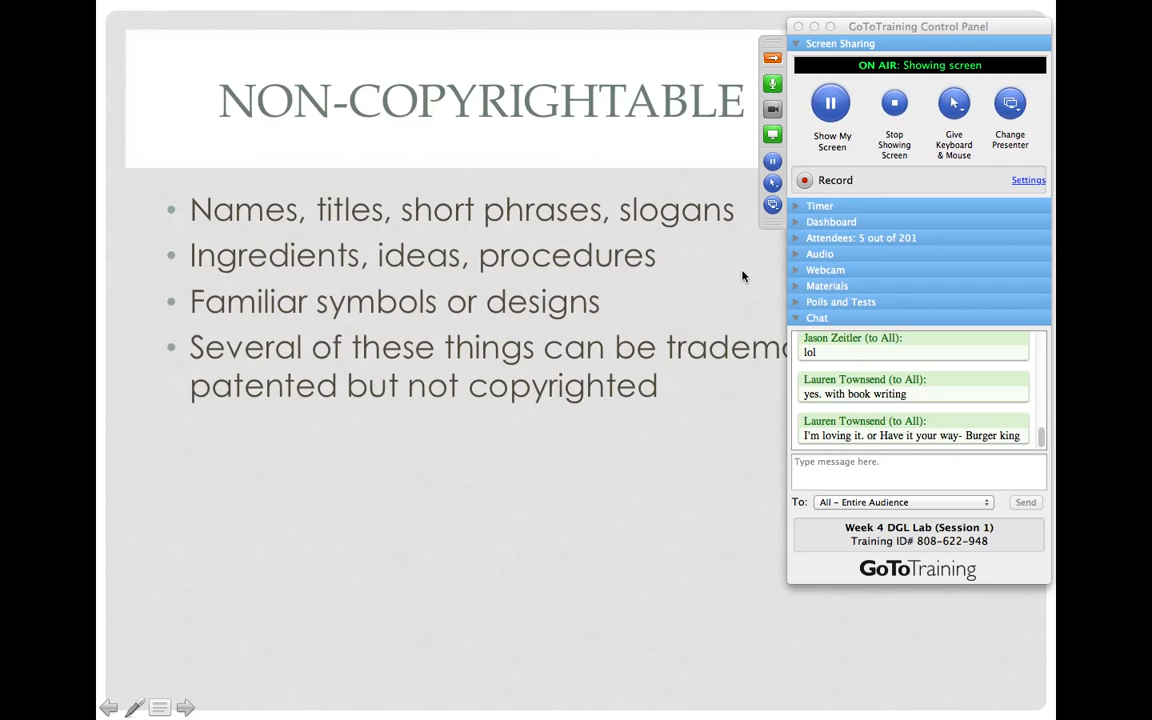 NON-COPYRIGHTABLE
Names, titles, short phrases, slogans
Ingredients, ideas, procedures
Familiar symbols or designs
Several of these things can be
patented but not copyrighted
GoToTraining Control Panel
Screen Sharing
ON AIR: Showing screen
Show My
Screen
Stop
Showing
Screen
Give
Keyboard
& Mouse
Change
Presenter
Record
Settings
Timer
Dashboard
Attendees: 5 out of 201
Audio
Webcam
Materials
Polls and Tests
Chat
Jason Zeitler (to All):
lol
Lauren Townsend (to All):
yes. with book writing
Lauren Townsend (to All):
I'm loving it. or Have it your way- Burger king
Type message here.
To: All - Entire Audience
Send
Week 4 DGL Lab (Session 1)
Training ID# 808-622-948
GoToTraining